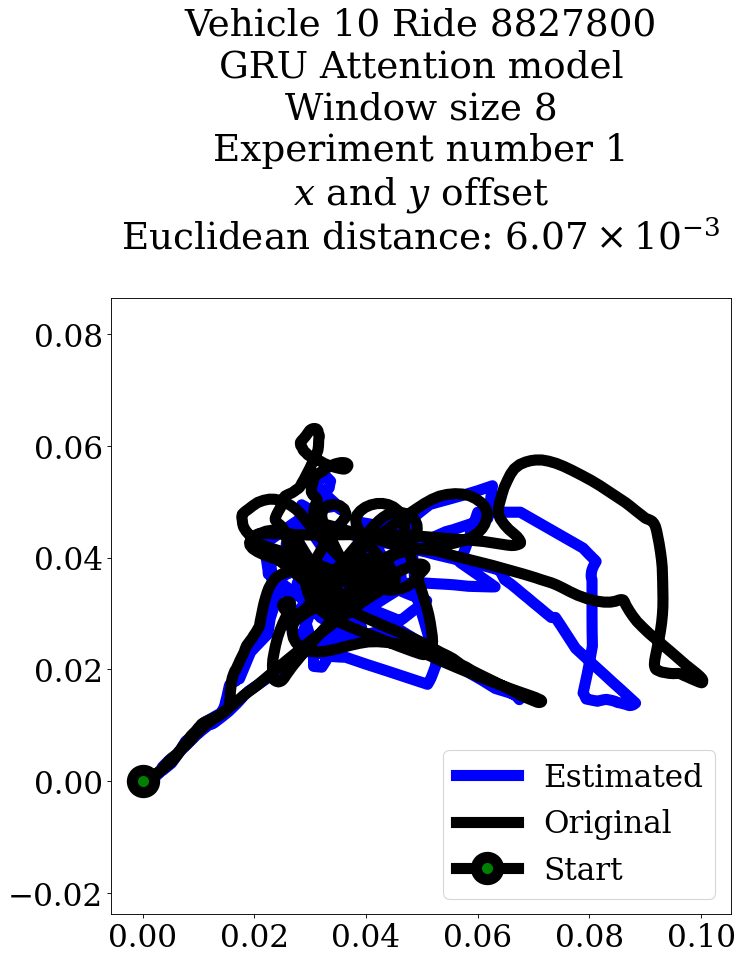 Vehicle 10 Ride 8827800
GRU Attention model
Window size 8
Experiment number 1
x and y offset
Euclidean distance: 6.07 × 10⁻³
0.08
0.06
0.04
0.02
0.00
−0.02
0.00 0.02 0.04 0.06 0.08 0.10
Estimated
Original
Start